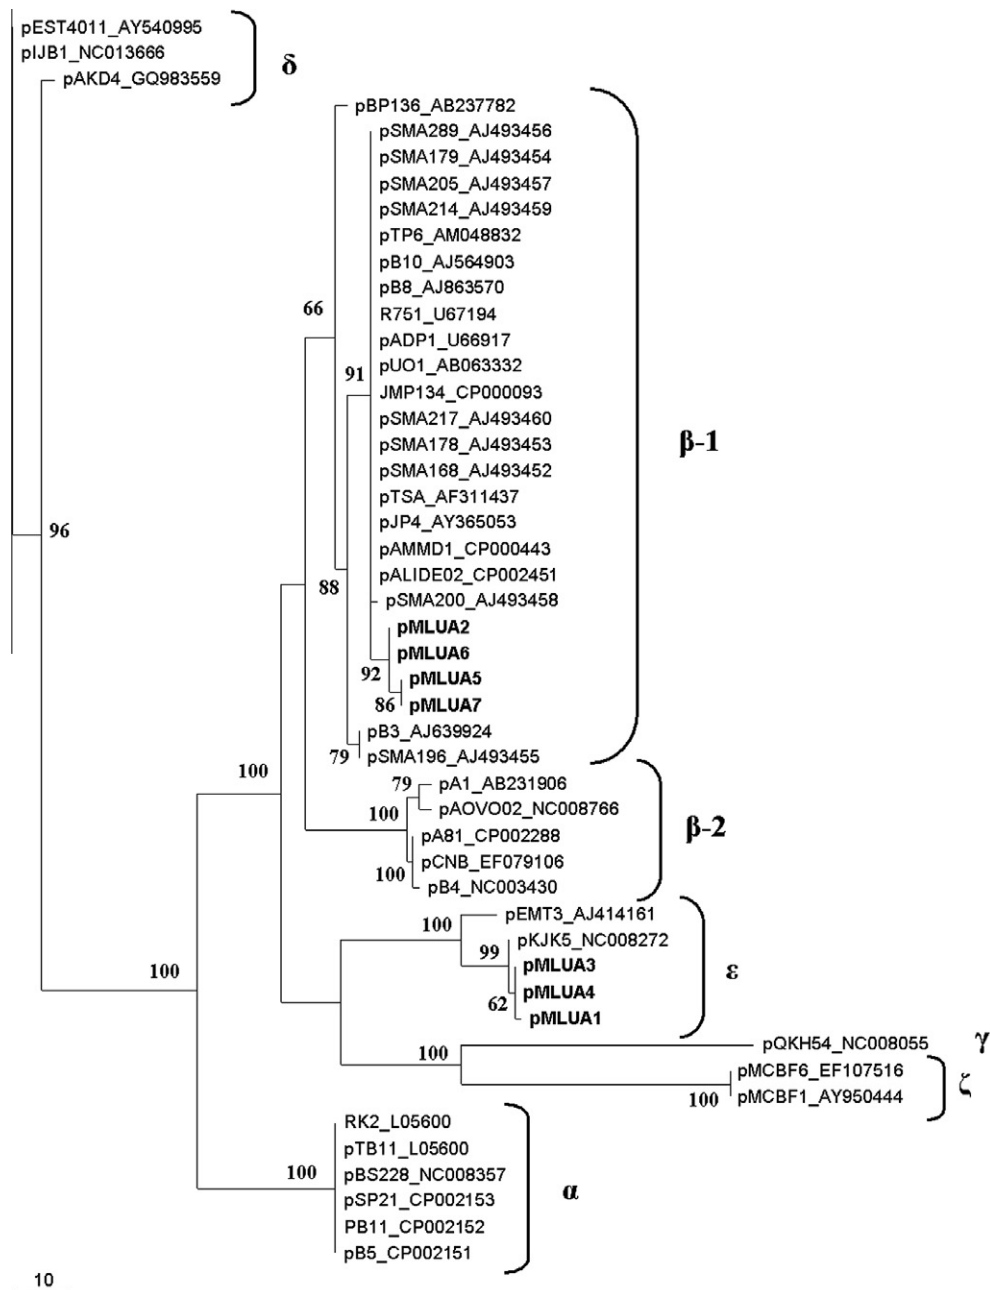 pEST4011_AY540995
pIJB1_NC013666
δ
pAKD4_GQ983559
pBP136_AB237782
pSMA289_AJ493456
pSMA179_AJ493454
pSMA205_AJ493457
pSMA214_AJ493459
pTP6_AM048832
pB10_AJ564903
pB8_AJ863570
66
R751_U67194
pADP1_U66917
pUO1_AB063332
91
JMP134_CP000093
pSMA217_AJ493460
β-1
pSMA178_AJ493453
pSMA168_AJ493452
pTSA_AF311437
pJP4_AY365053
96
pAMMD1_CP000443
pALIDE02_CP002451
88
pSMA200_AJ493458
pMLUA2
pMLUA6
92
pMLUA5
86
pMLUA7
pB3_AJ639924
79
pSMA196_AJ493455
100
79
pA1_AB231906
pAOVO02_NC008766
100
β-2
pA81_CP002288
pCNB_EF079106
100
pB4_NC003430
pEMT3_AJ414161
100
pKJK5_NC008272
99
pMLUA3
100
ε
pMLUA4
62
pMLUA1
pQKH54_NC008055
γ
100
pMCBF6_EF107516
ζ
100
pMCBF1_AY950444
RK2_L05600
pTB11_L05600
100
pBS228_NC008357
α
pSP21_CP002153
PB11_CP002152
pB5_CP002151
10